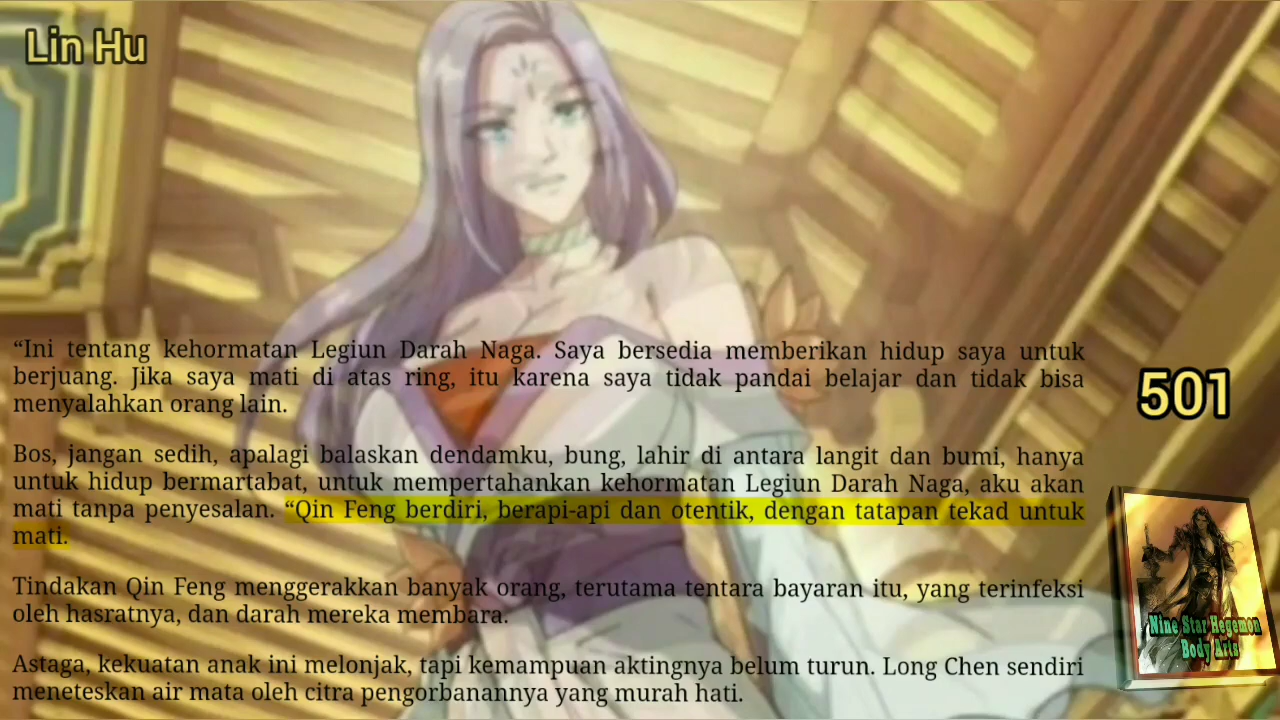 Lin Hu
“Ini tentang kehormatan Legiun Darah Naga. Saya bersedia memberikan hidup saya untuk
berjuang. Jika saya mati di atas ring, itu karena saya tidak pandai belajar dan tidak bisa
menyalahkan orang lain.
501
Bos, jangan sedih, apalagi balaskan dendamku, bung, lahir di antara langit dan bumi, hanya
untuk hidup bermartabat, untuk mempertahankan kehormatan Legiun Darah Naga, aku akan
mati tanpa penyesalan. “Qin Feng berdiri, berapi-api dan otentik, dengan tatapan tekad untuk
mati.
Tindakan Qin Feng menggerakkan banyak orang, terutama tentara bayaran itu, yang terinfeksi
oleh hasratnya, dan darah mereka membara.
Astaga, kekuatan anak ini melonjak, tapi kemampuan aktingnya belum turun. Long Chen sendiri
meneteskan air mata oleh citra pengorbanannya yang murah hati.
Nine Star Hegemon
Body Arts